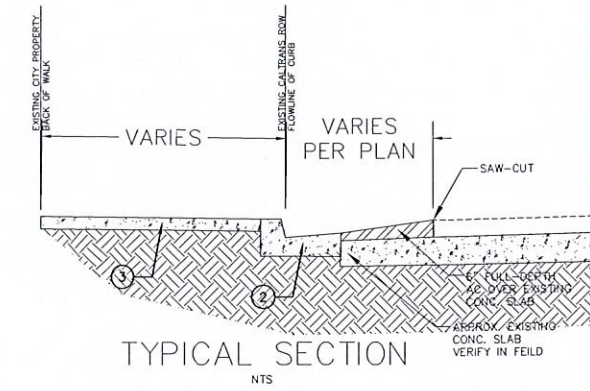 EXISTING CITY PROPERTY
BACK OF WALK
EXISTING CALTRANS ROW
FLOWLINE OF CURB
VARIES
VARIES
PER PLAN
SAW-CUT
3
2
6" FULL-DEPTH
AC OVER EXISTING
CONC. SLAB
APPROX. EXISTING
CONC. SLAB
VERIFY IN FEILD
TYPICAL SECTION
NTS